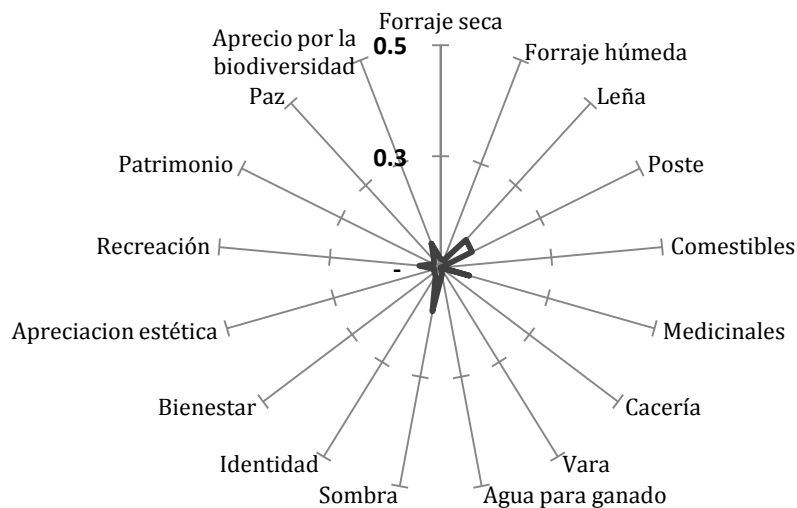 Forraje seca
Aprecio por la
biodiversidad
0.5
Forraje húmeda
Paz
Leña
Patrimonio
0.3
Poste
Recreación
Comestibles
-
Apreciacion estética
Medicinales
Bienestar
Cacería
Identidad
Vara
Sombra
Agua para ganado